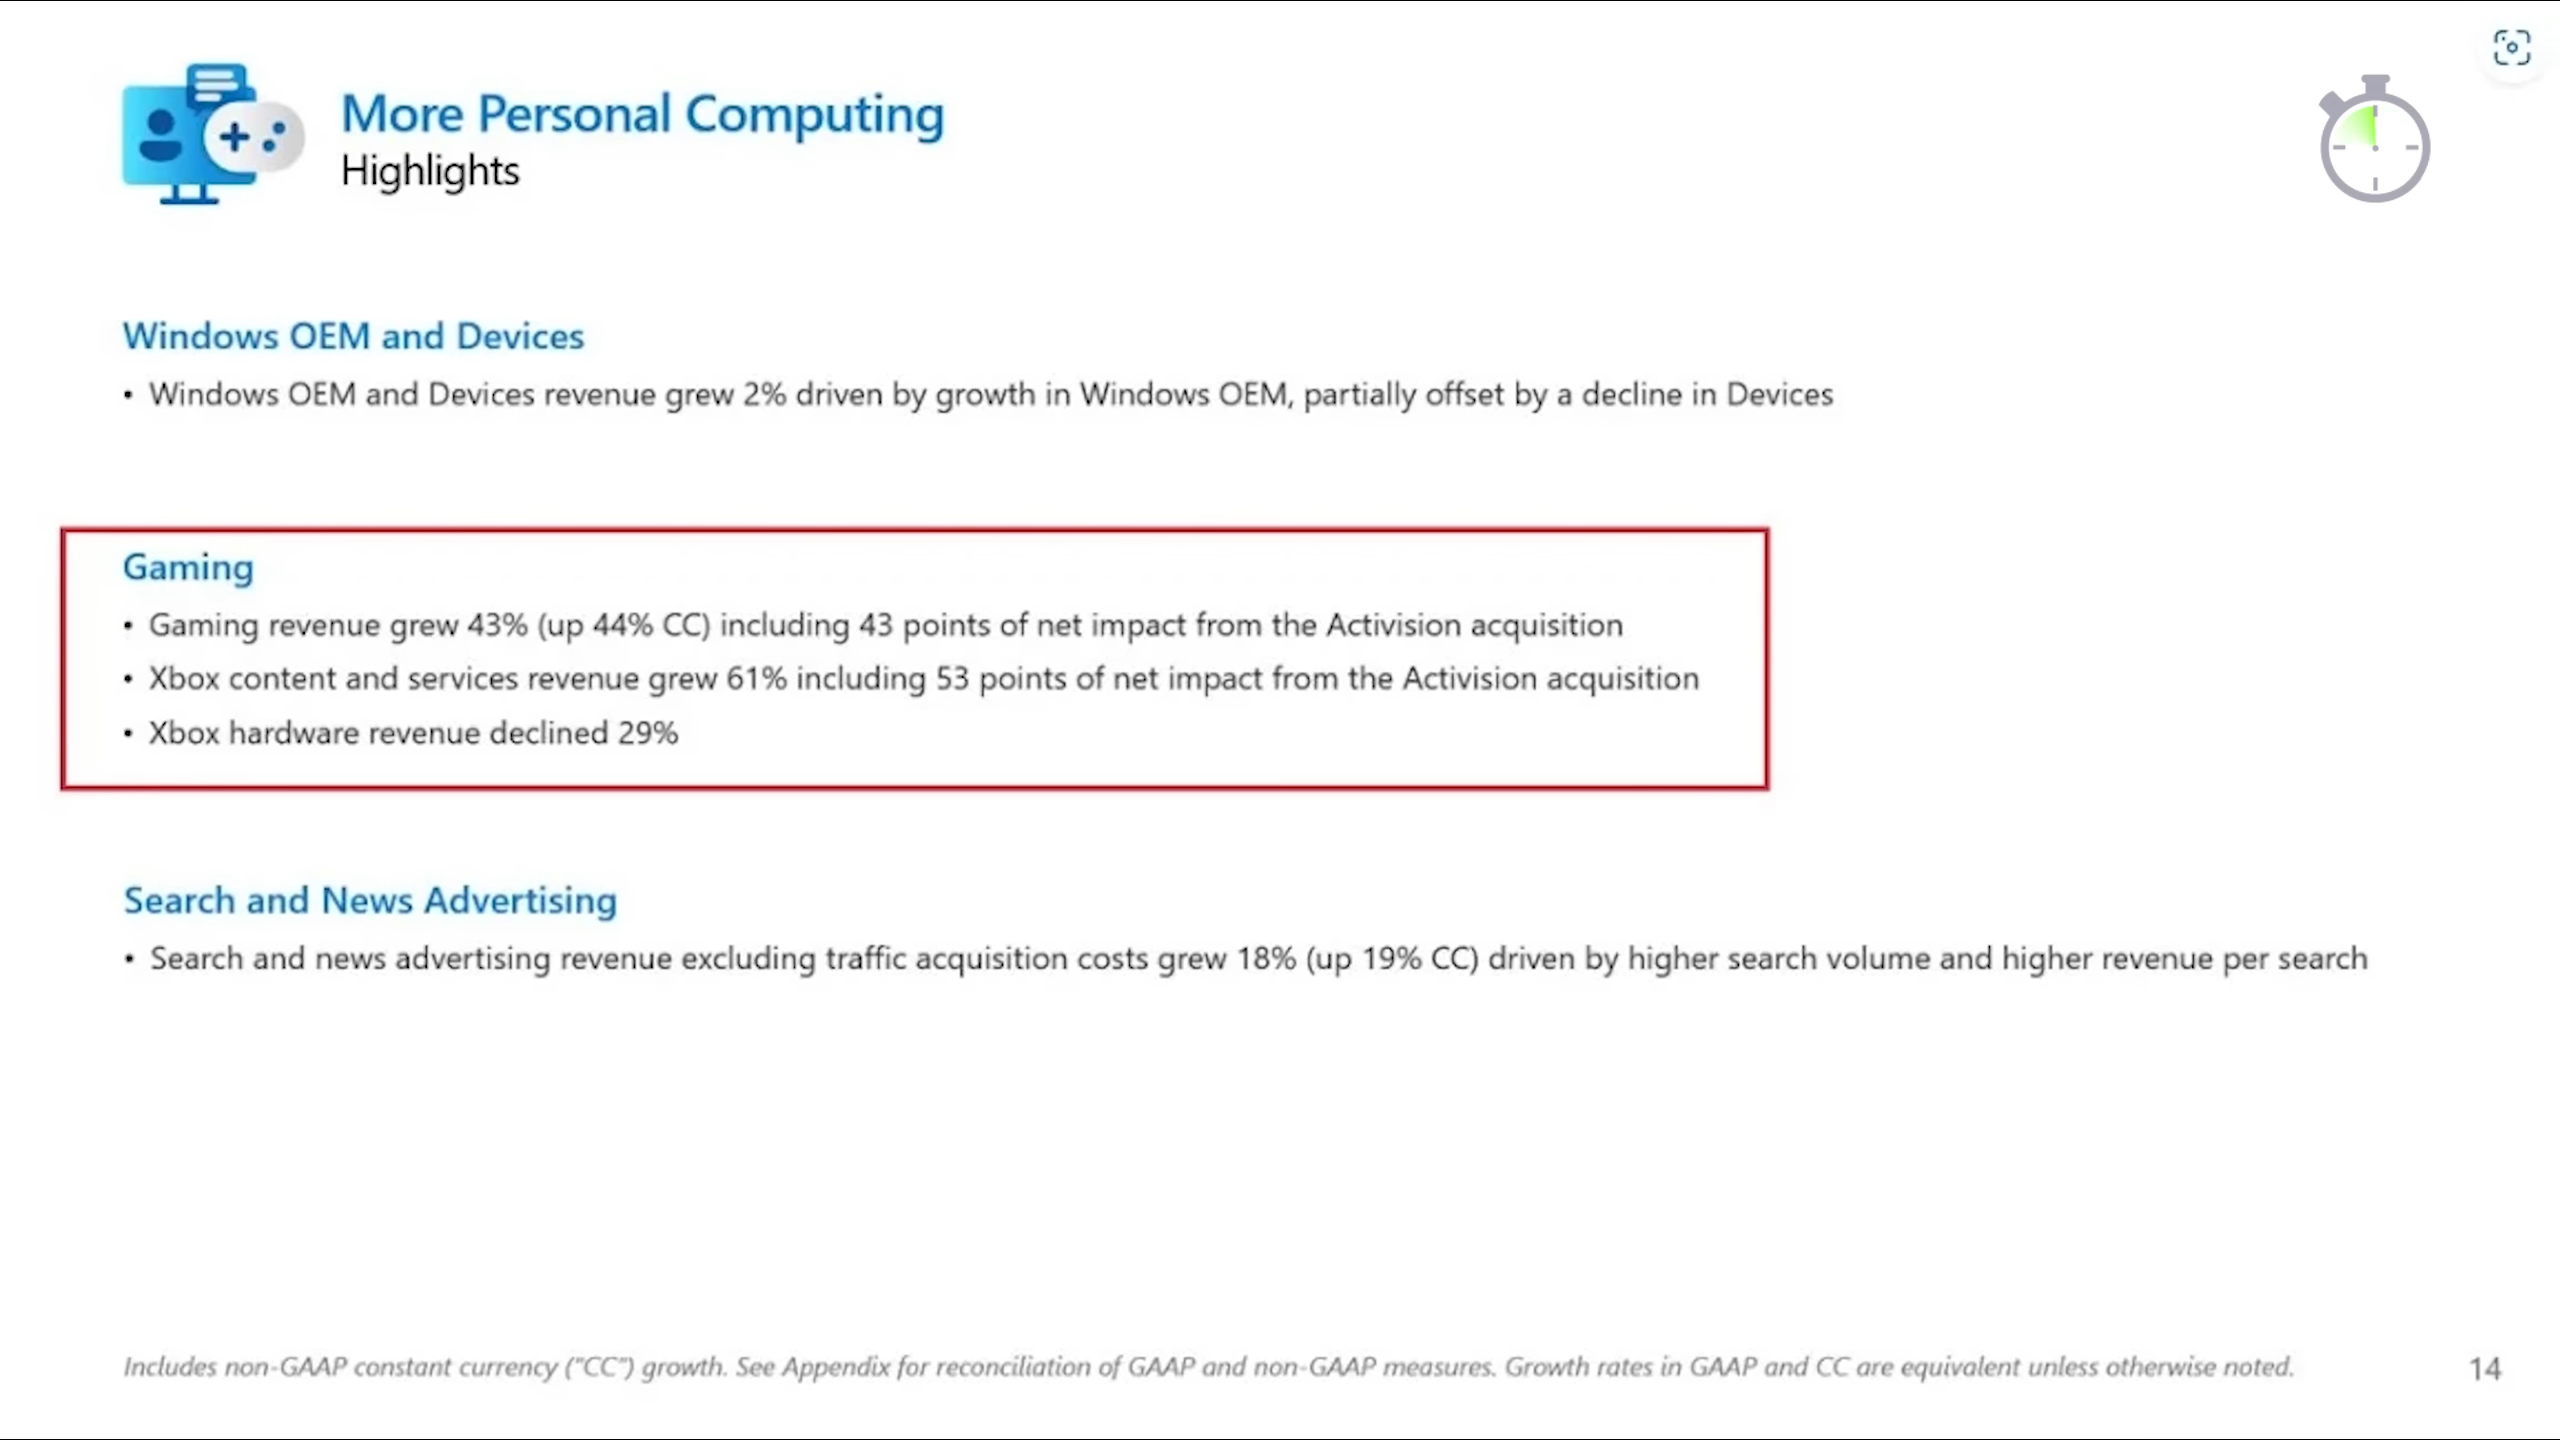 More Personal Computing
Highlights
Windows OEM and Devices
• Windows OEM and Devices revenue grew 2% driven by growth in Windows OEM, partially offset by a decline in Devices
Gaming
• Gaming revenue grew 43% (up 44% CC) including 43 points of net impact from the Activision acquisition
• Xbox content and services revenue grew 61% including 53 points of net impact from the Activision acquisition
• Xbox hardware revenue declined 29%
Search and News Advertising
• Search and news advertising revenue excluding traffic acquisition costs grew 18% (up 19% CC) driven by higher search volume and higher revenue per search
Includes non-GAAP constant currency ("CC") growth. See Appendix for reconciliation of GAAP and non-GAAP measures. Growth rates in GAAP and CC are equivalent unless otherwise noted.
14